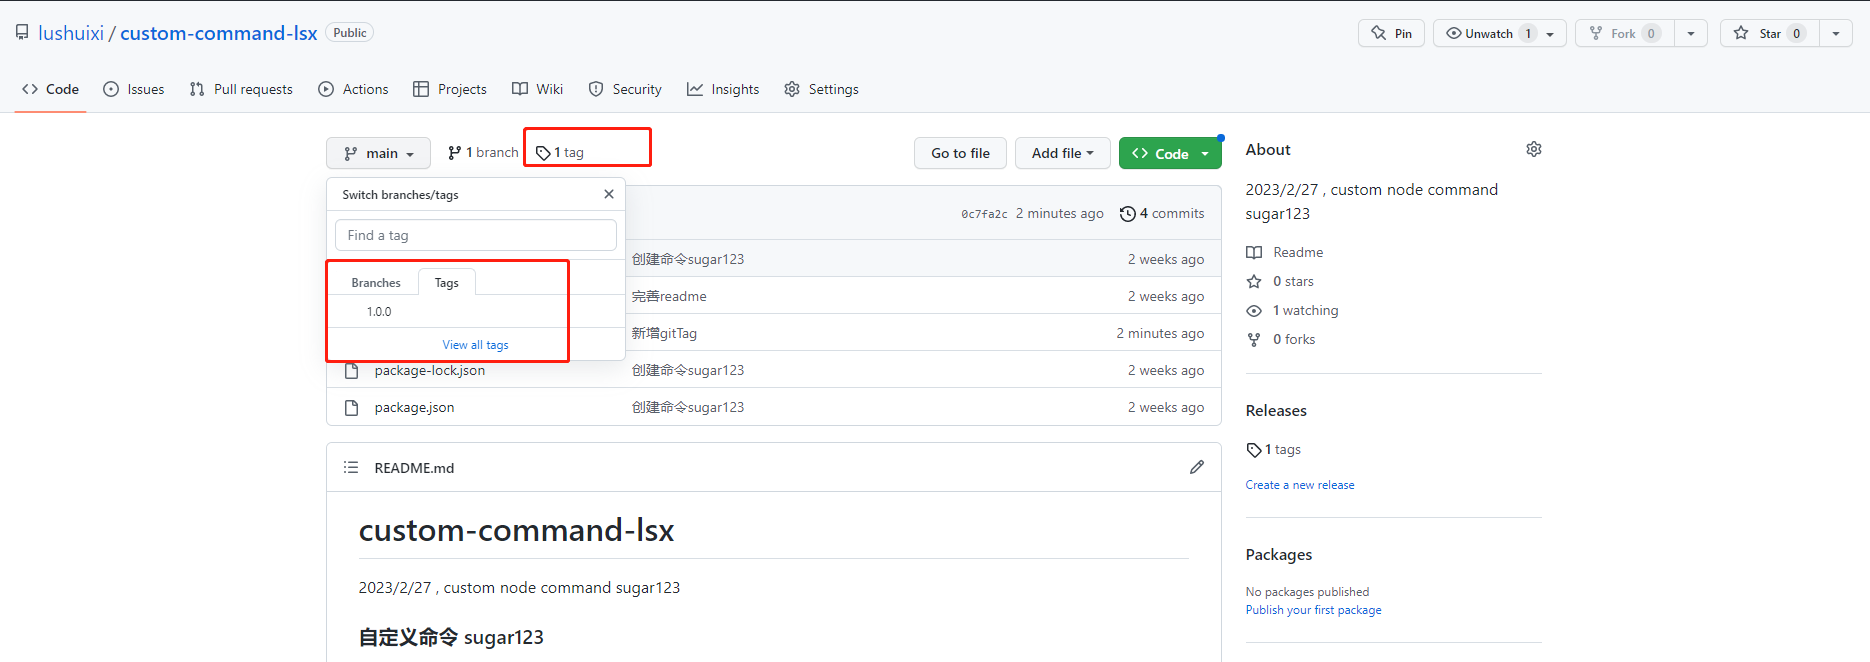 lushuixi / custom-command-lsx Public
Pin Unwatch 1 Fork 0 Star 0
Code Issues Pull requests Actions Projects Wiki Security Insights Settings
main 1 branch 1 tag Go to file Add file Code
Switch branches/tags
Find a tag
Branches Tags
1.0.0
View all tags
0c7fa2c 2 minutes ago 4 commits
创建命令sugar123 2 weeks ago
完善readme 2 weeks ago
新增gitTag 2 minutes ago
package-lock.json 创建命令sugar123 2 weeks ago
package.json 创建命令sugar123 2 weeks ago
README.md
custom-command-lsx
2023/2/27 , custom node command sugar123
自定义命令 sugar123
About
2023/2/27 , custom node command
sugar123
Readme
0 stars
1 watching
0 forks
Releases
1 tags
Create a new release
Packages
No packages published
Publish your first package